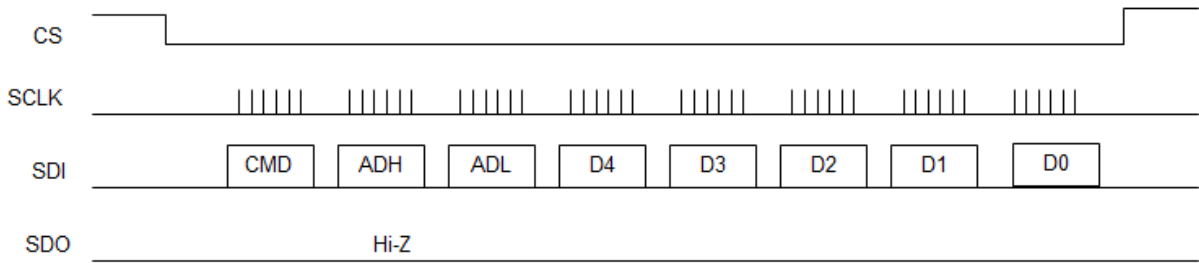 CS
SCLK
SDI CMD ADH ADL D4 D3 D2 D1 D0
SDO Hi-Z